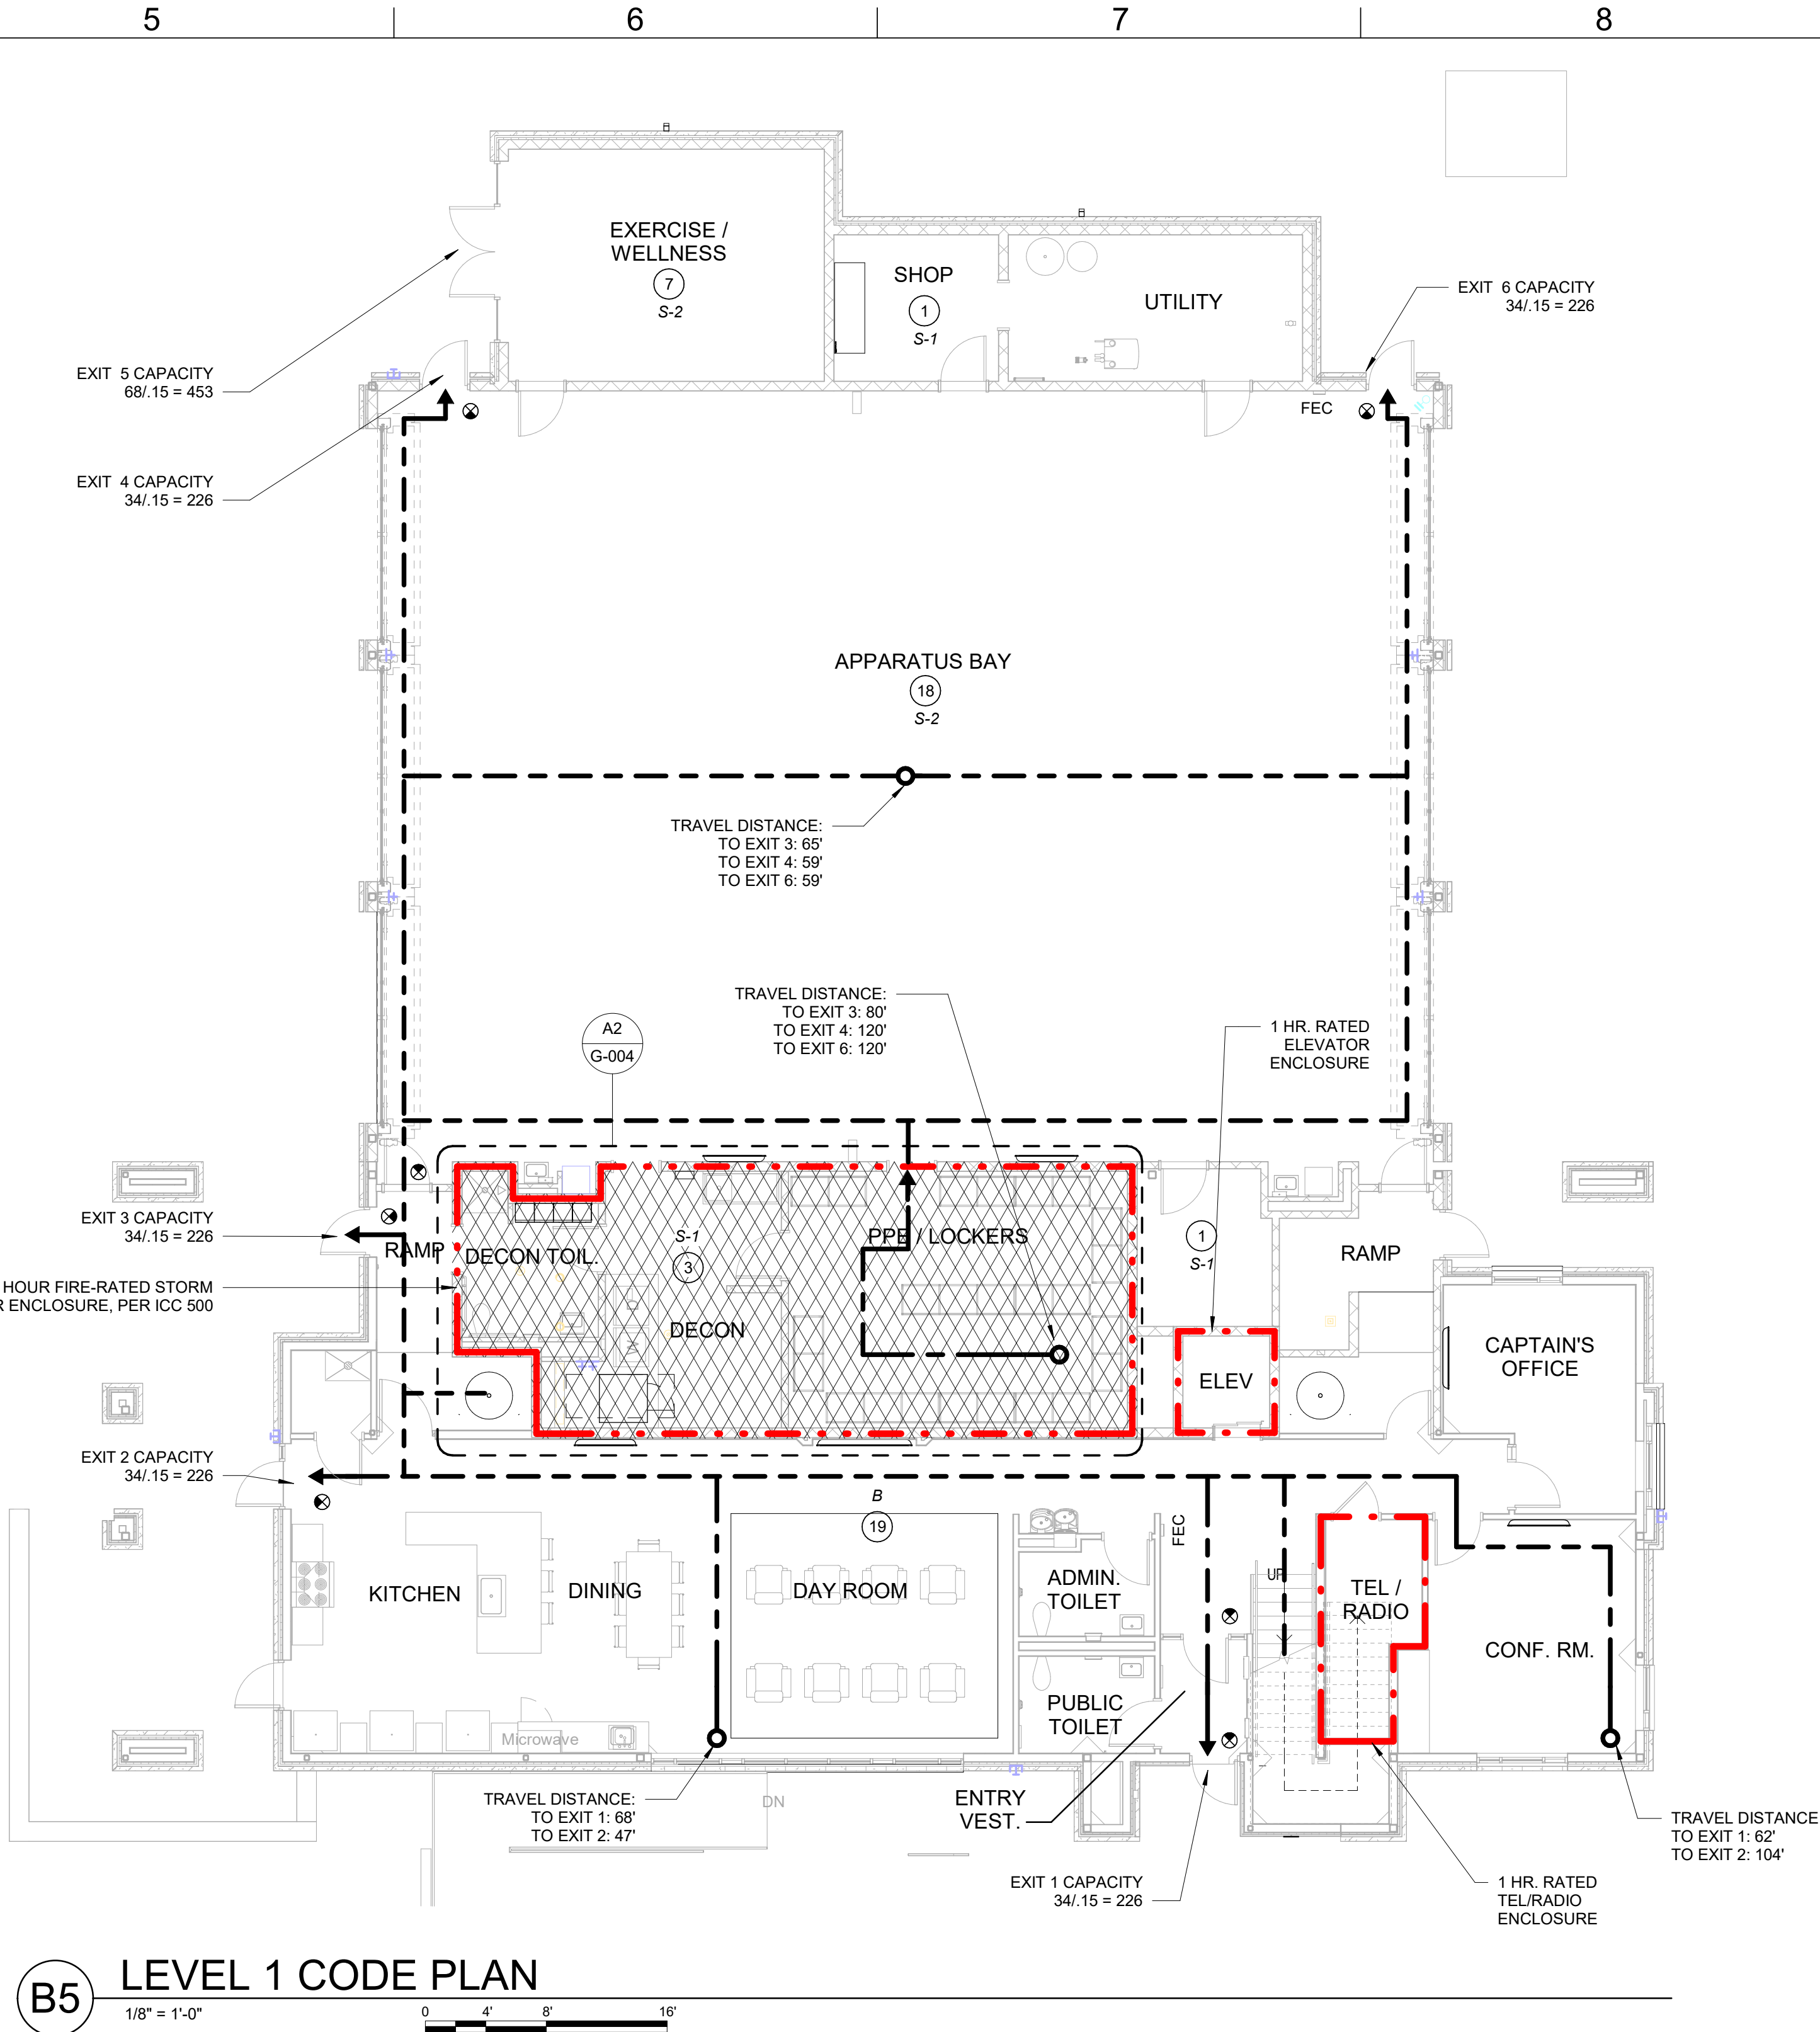 5
6
7
8
EXERCISE /
WELLNESS
7
S-2
SHOP
1
S-1
UTILITY
EXIT 6 CAPACITY
34/.15 = 226
EXIT 5 CAPACITY
68/.15 = 453
FEC
EXIT 4 CAPACITY
34/.15 = 226
APPARATUS BAY
18
S-2
TRAVEL DISTANCE:
TO EXIT 3: 65'
TO EXIT 4: 59'
TO EXIT 6: 59'
TRAVEL DISTANCE:
TO EXIT 3: 80'
TO EXIT 4: 120'
TO EXIT 6: 120'
A2
G-004
1 HR. RATED
ELEVATOR
ENCLOSURE
EXIT 3 CAPACITY
34/.15 = 226
RAMP
DECON TOIL.
S-1
3
PPE / LOCKERS
1
S-1
RAMP
HOUR FIRE-RATED STORM
R ENCLOSURE, PER ICC 500
DECON
D
W
ELEV
CAPTAIN'S
OFFICE
EXIT 2 CAPACITY
34/.15 = 226
B
19
FEC
UP
KITCHEN
DINING
DAY ROOM
ADMIN.
TOILET
TEL /
RADIO
CONF. RM.
PUBLIC
TOILET
Microwave
DN
ENTRY
VEST.
TRAVEL DISTANCE:
TO EXIT 1: 68'
TO EXIT 2: 47'
TRAVEL DISTANCE
TO EXIT 1: 62'
TO EXIT 2: 104'
EXIT 1 CAPACITY
34/.15 = 226
1 HR. RATED
TEL/RADIO
ENCLOSURE
B5
LEVEL 1 CODE PLAN
1/8" = 1'-0"
0 4' 8' 16'